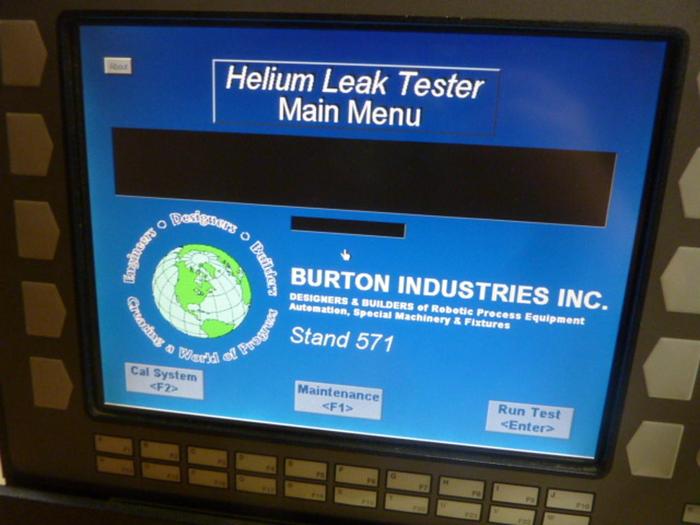 About
Helium Leak Tester
Main Menu
Engineers • Designers • Builders
Creating a World of Progress
BURTON INDUSTRIES INC.
DESIGNERS & BUILDERS of Robotic Process Equipment
Automation, Special Machinery & Fixtures
Stand 571
Cal System
<F2>
Maintenance
<F1>
Run Test
<Enter>